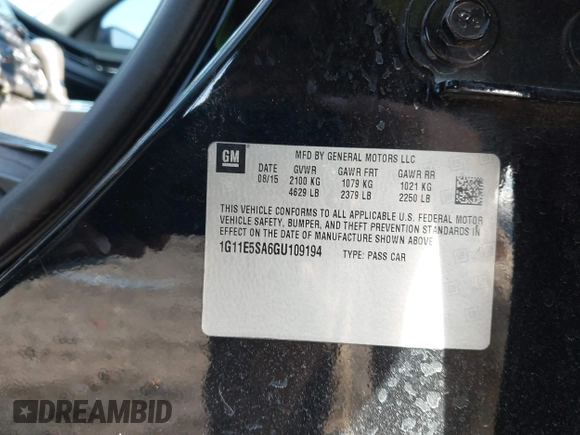 GM
MFD BY GENERAL MOTORS LLC
DATE GVWR GAWR FRT GAWR RR
08/15 2100 KG 1079 KG 1021 KG
4629 LB 2379 LB 2250 LB
THIS VEHICLE CONFORMS TO ALL APPLICABLE U.S. FEDERAL MOTOR
VEHICLE SAFETY, BUMPER, AND THEFT PREVENTION STANDARDS IN
EFFECT ON THE DATE OF MANUFACTURE SHOWN ABOVE
1G11E5SA6GU109194 TYPE: PASS CAR
DREAMBID